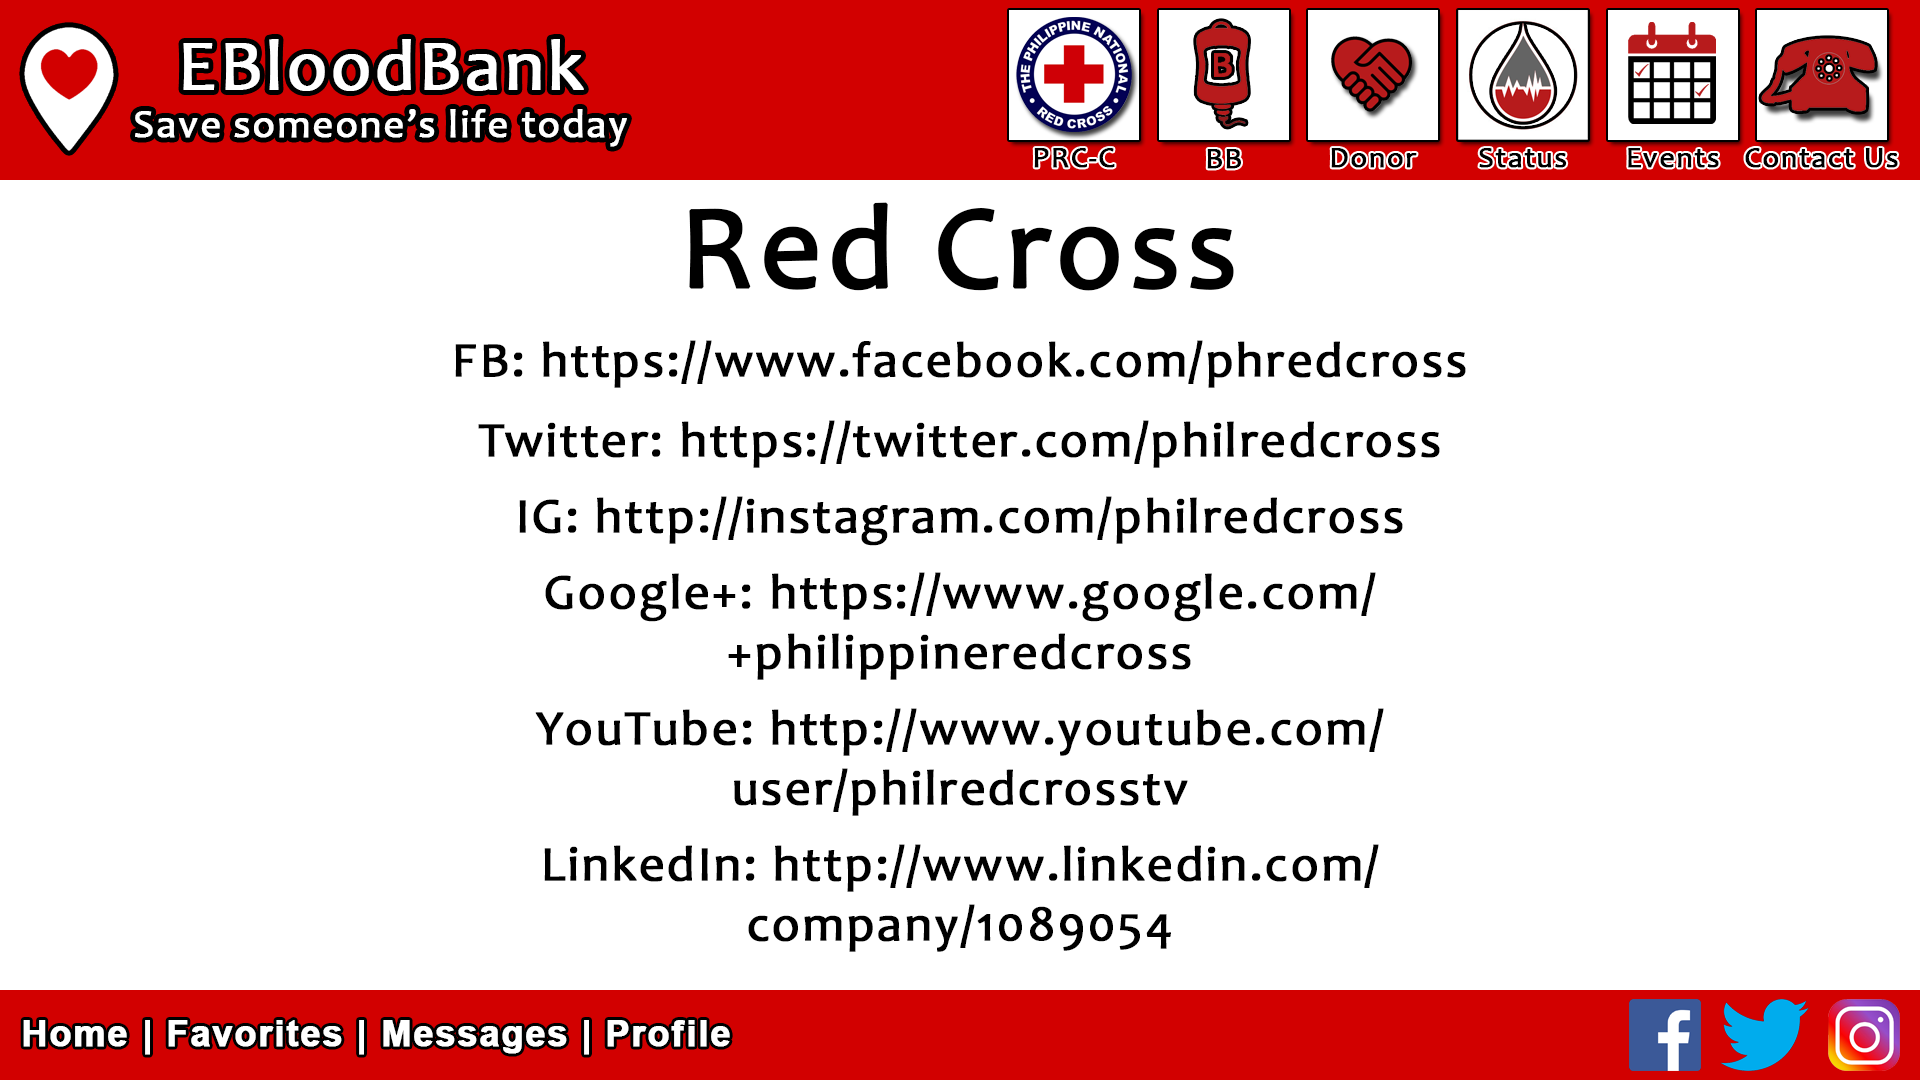 EBloodBank
Save someone's life today
THE PHILIPPINE NATIONAL
• RED CROSS •
B
PRC-C
BB
Donor
Status
Events
Contact Us
Red Cross
FB: https://www.facebook.com/phredcross
Twitter: https://twitter.com/philredcross
IG: http://instagram.com/philredcross
Google+: https://www.google.com/
+philippineredcross
YouTube: http://www.youtube.com/
user/philredcrosstv
LinkedIn: http://www.linkedin.com/
company/1089054
Home | Favorites | Messages | Profile